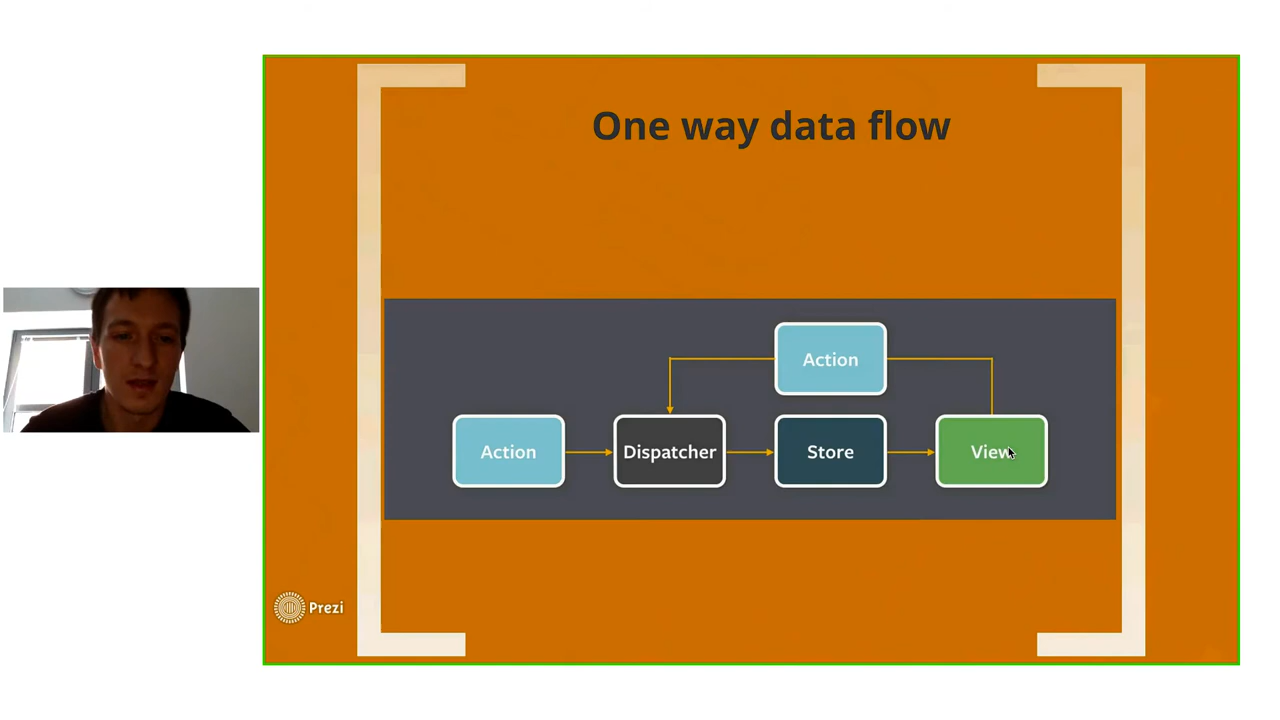 One way data flow
Action
Action
Dispatcher
Store
View
Prezi